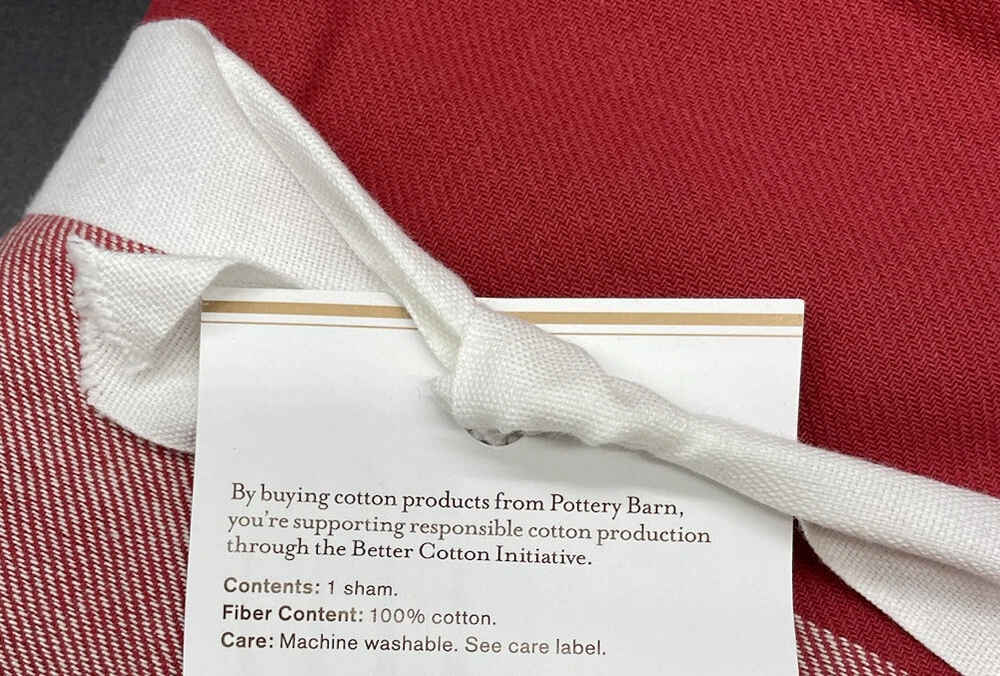 By buying cotton products from Pottery Barn,
you're supporting responsible cotton production
through the Better Cotton Initiative.
Contents: 1 sham.
Fiber Content: 100% cotton.
Care: Machine washable. See care label.